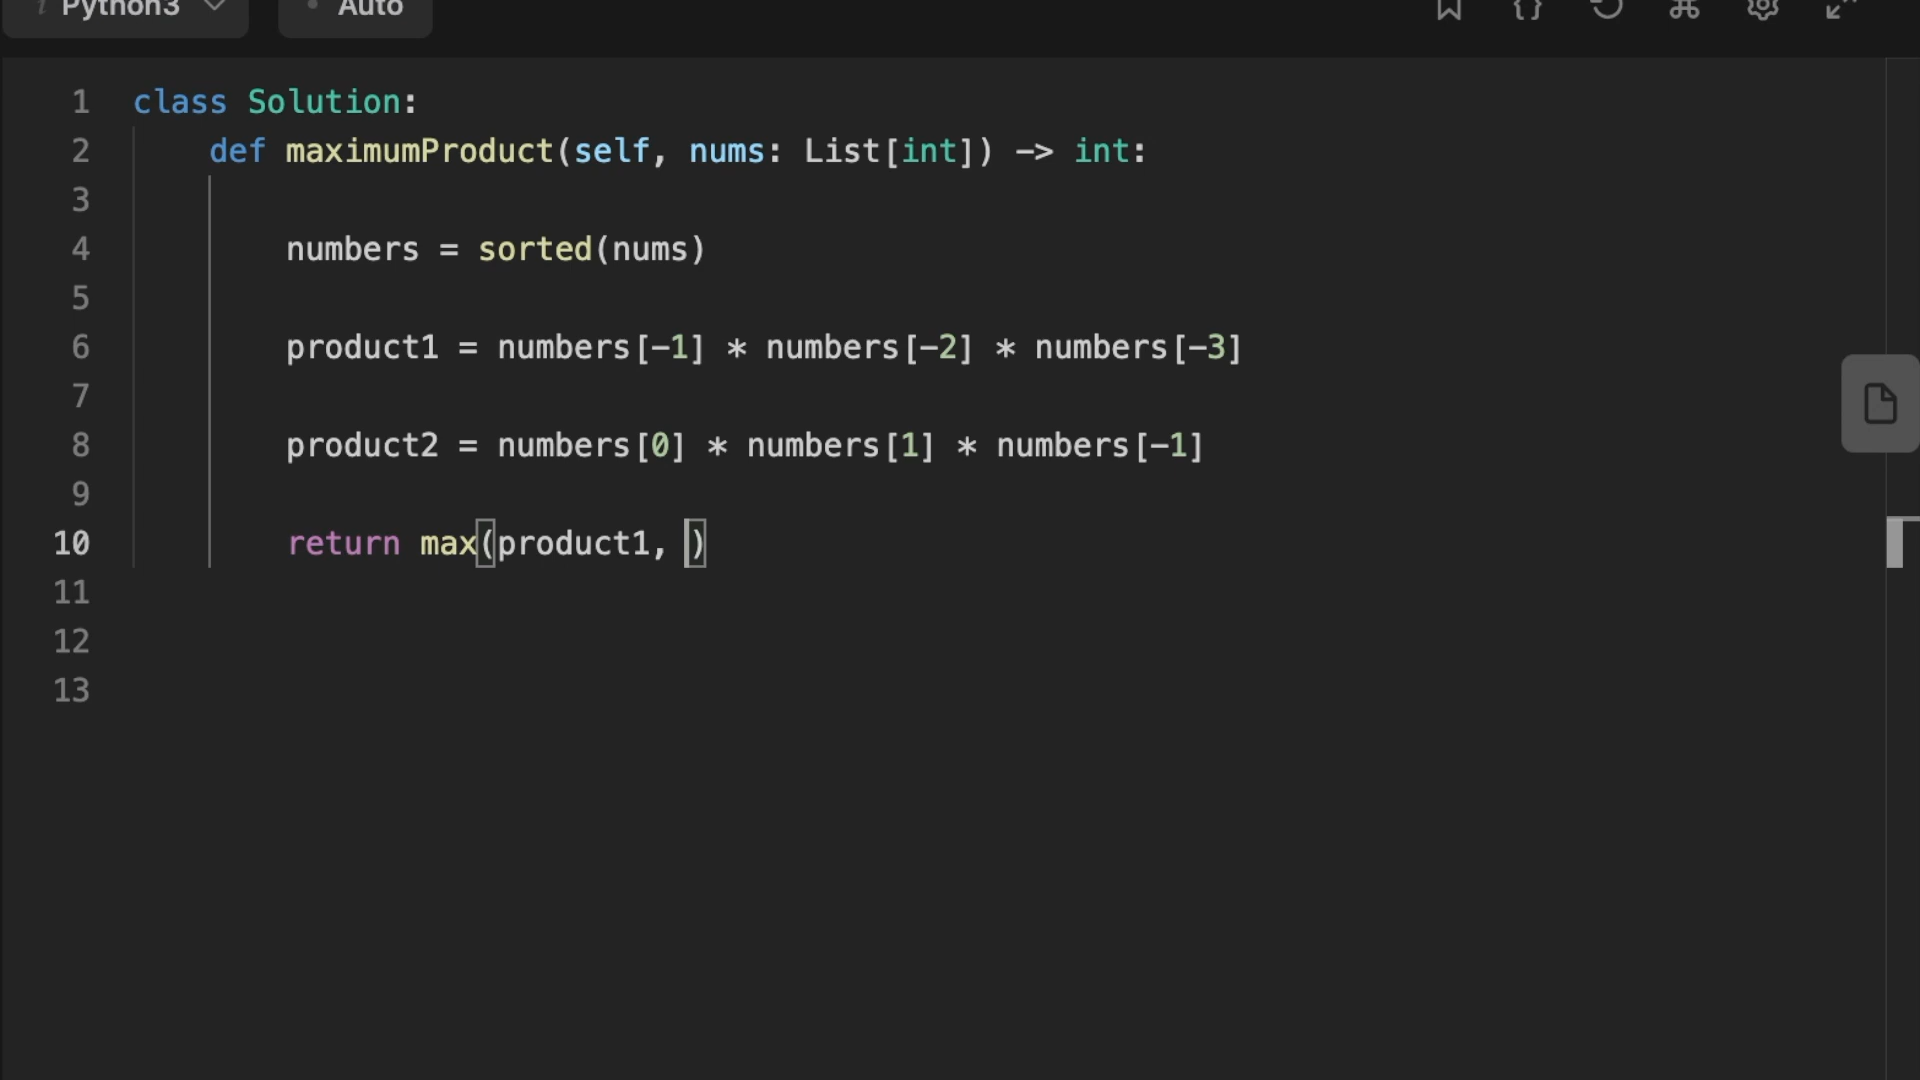 Python3 Auto
1 class Solution:
2 def maximumProduct(self, nums: List[int]) -> int:
3
4 numbers = sorted(nums)
5
6 product1 = numbers[-1] * numbers[-2] * numbers[-3]
7
8 product2 = numbers[0] * numbers[1] * numbers[-1]
9
10 return max(product1, )
11
12
13